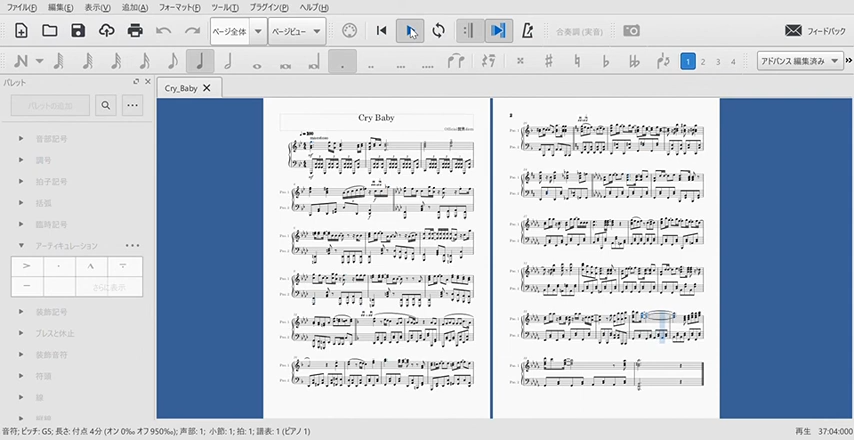 ファイル(F) 編集(E) 表示(V) 追加(A) フォーマット(F) ツール(T) プラグイン(P) ヘルプ(H)
ページ全体 ページビュー 合奏調 (実音) フィードバック
1 2 3 4 アドバンス 編集済み
パレット
Cry_Baby
パレットの追加
音部記号
調号
拍子記号
括弧
臨時記号
アーティキュレーション
さらに表示
装飾記号
ブレスと休止
装飾音符
符頭
線
Cry Baby
2
音符; ピッチ: G5; 長さ: 付点 4分 (オン 0‰ オフ 950‰); 声部: 1; 小節: 1; 拍: 1; 譜表: 1 (ピアノ 1)
再生 37:04:000